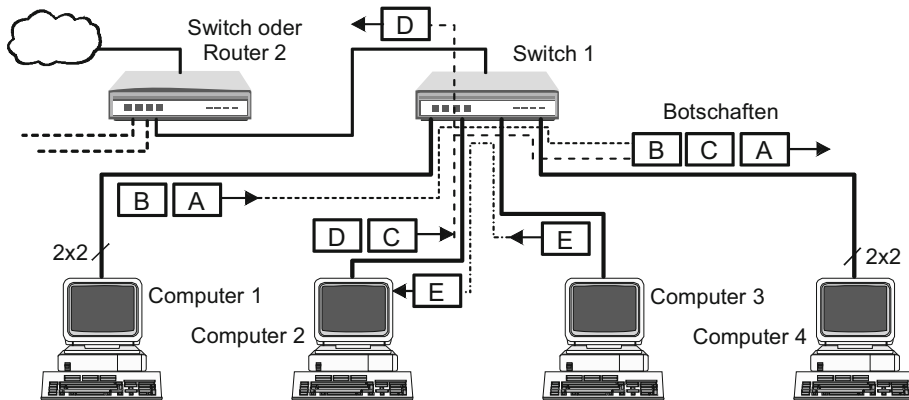 Switch oder
Router 2
D
Switch 1
Botschaften
B C A
B A
D C
E
E
2x2
2x2
Computer 1
Computer 2
Computer 3
Computer 4